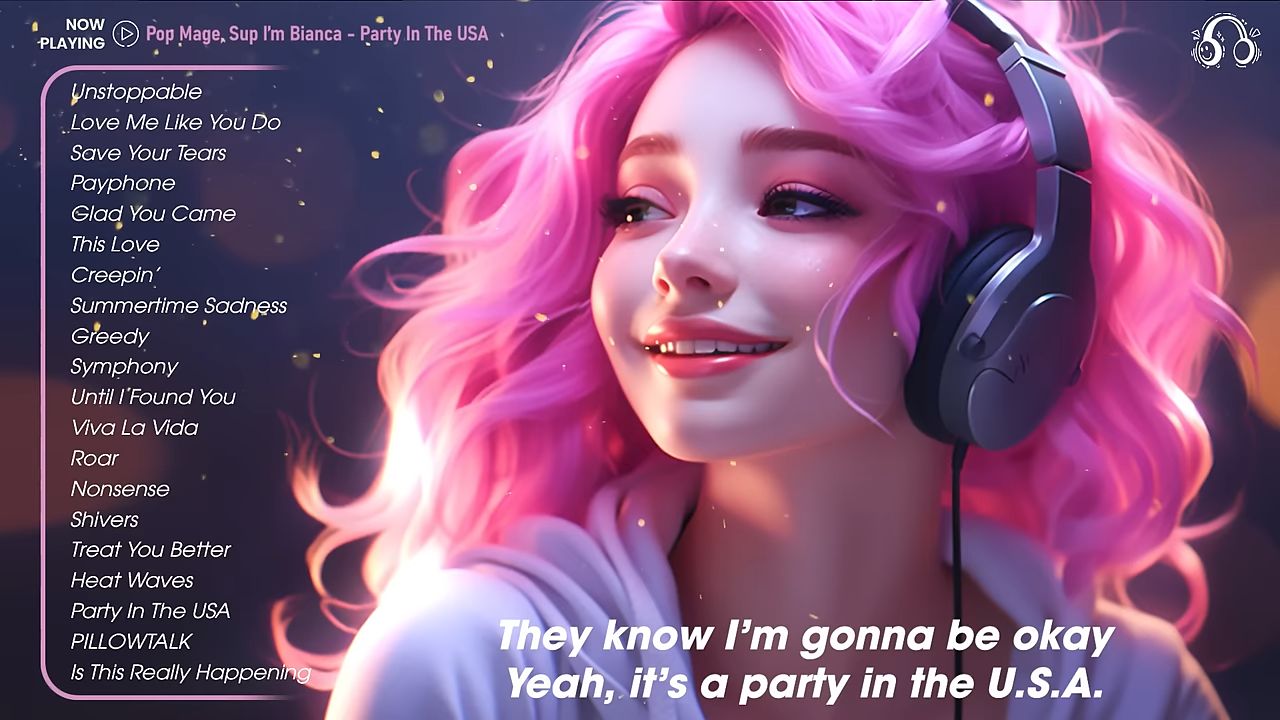 NOW
PLAYING
Pop Mage, Sup I'm Bianca - Party In The USA
Unstoppable
Love Me Like You Do
Save Your Tears
Payphone
Glad You Came
This Love
Creepin'
Summertime Sadness
Greedy
Symphony
Until I Found You
Viva La Vida
Roar
Nonsense
Shivers
Treat You Better
Heat Waves
Party In The USA
PILLOWTALK
Is This Really Happening
They know I'm gonna be okay
Yeah, it's a party in the U.S.A.